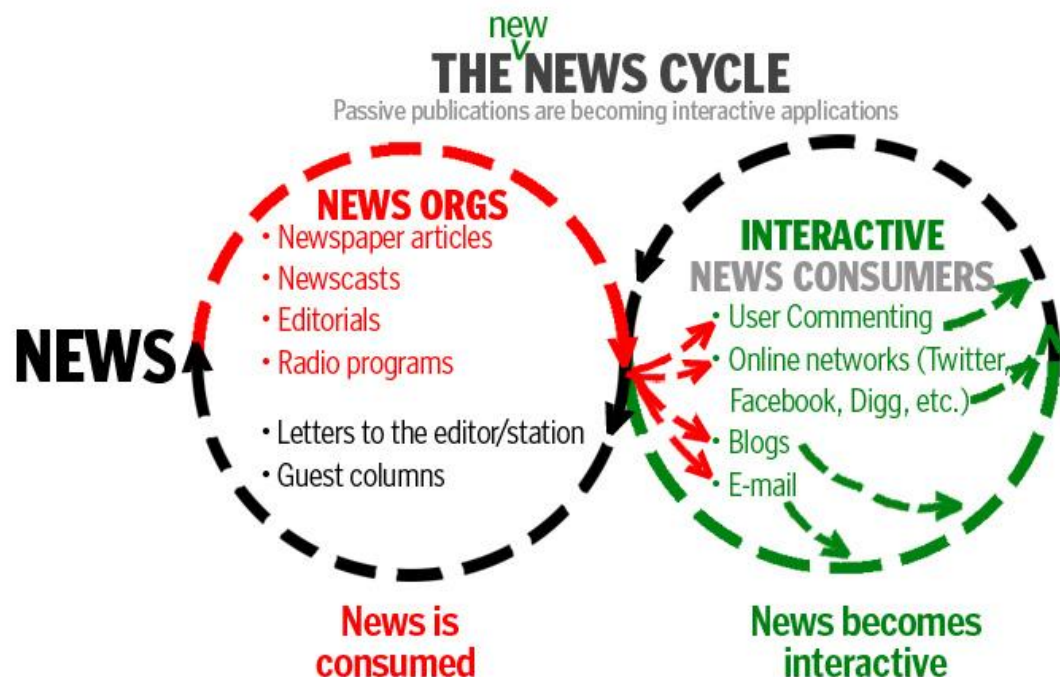 new
THE NEWS CYCLE
Passive publications are becoming interactive applications
NEWS
NEWS ORGS
• Newspaper articles
• Newscasts
• Editorials
• Radio programs
• Letters to the editor/station
• Guest columns
INTERACTIVE
NEWS CONSUMERS
• User Commenting
• Online networks (Twitter,
Facebook, Digg, etc.)
• Blogs
• E-mail
News is
consumed
News becomes
interactive